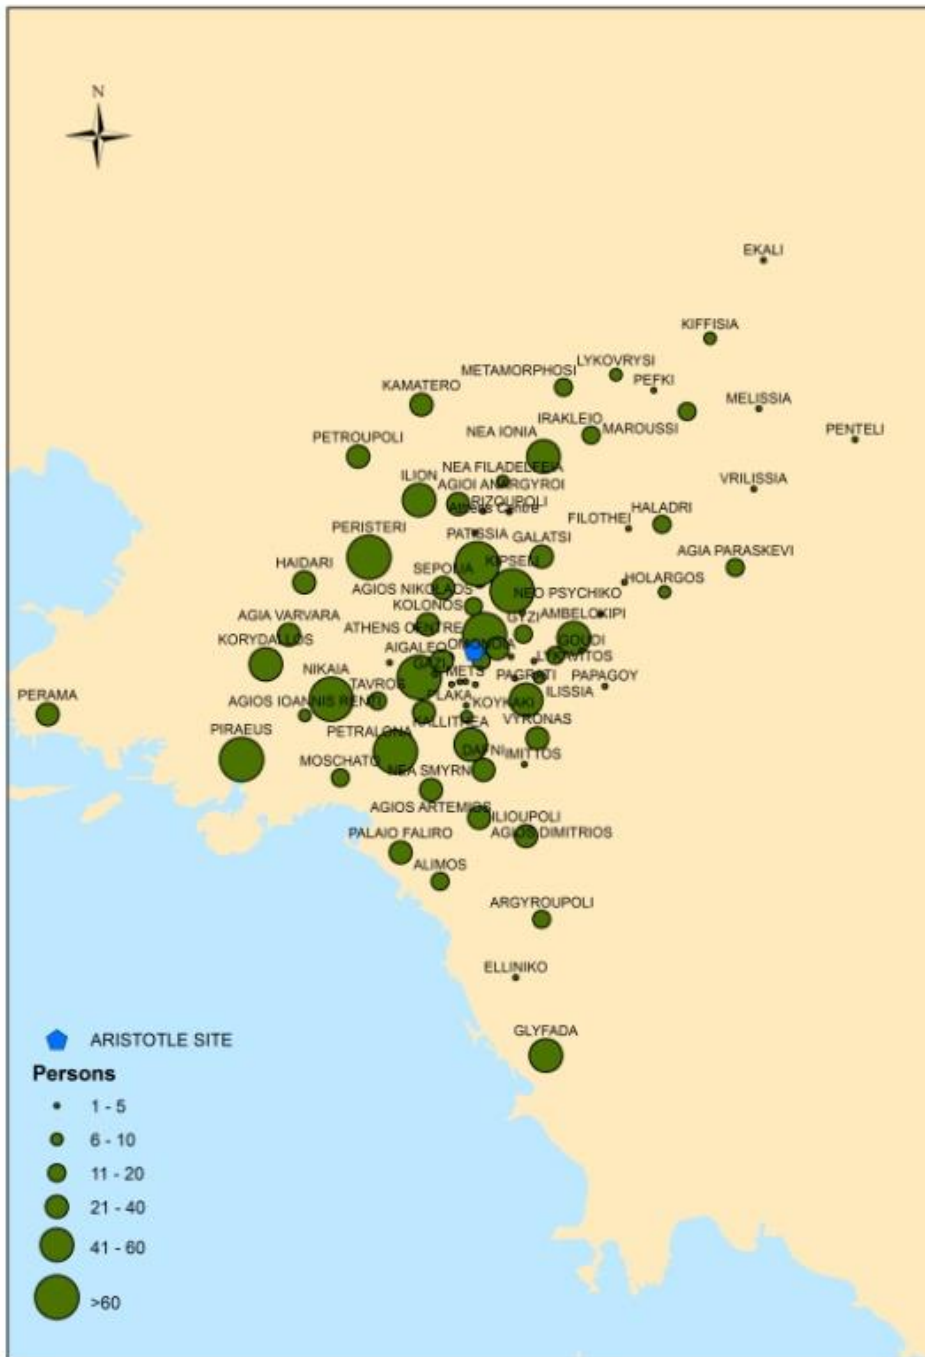 N
EKALI
KIFFISIA
LYKOVRYSI
METAMORPHOSI
PEFKI
KAMATERO
MELISSIA
IRAKLEIO
MAROUSSI
PENTELI
NEA IONIA
PETROUPOLI
NEA FILADELFEIA
ILION
AGIOI ANARGYROI
VRILISSIA
RIZOUPOLI
Athens Centre
HALADRI
FILOTHEI
PERISTERI
PATISSIA
GALATSI
AGIA PARASKEVI
KIPSELI
HAIDARI
SEPOLIA
HOLARGOS
AGIOS NIKOLAOS
NEO PSYCHIKO
KOLONOS
AGIA VARVARA
AMBELOKIPI
GYZI
ATHENS CENTRE
KORYDALLOS
OMONOIA
GOUDI
AIGALEO
LYKAVITOS
GAZI
NIKAIA
METS
PAGRATI
PAPAGOY
TAVROS
ILISSIA
PERAMA
AGIOS IOANNIS RENTI
PLAKA
KOYKAKI
KALLITHEA
VYRONAS
PIRAEUS
PETRALONA
DAFNI
IMITTOS
MOSCHATO
NEA SMYRNI
AGIOS ARTEMIOS
ILIOUPOLI
PALAIO FALIRO
AGIOS DIMITRIOS
ALIMOS
ARGYROUPOLI
ELLINIKO
GLYFADA
ARISTOTLE SITE
Persons
1 - 5
6 - 10
11 - 20
21 - 40
41 - 60
>60